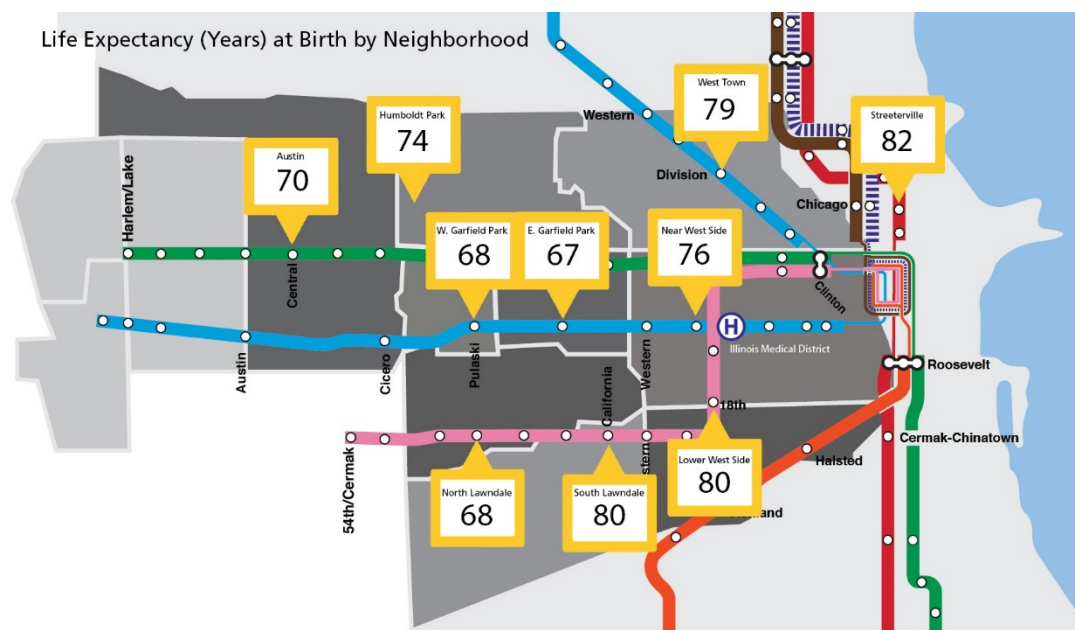 Life Expectancy (Years) at Birth by Neighborhood
West Town
79
Streeterville
82
Humboldt Park
74
Western
Austin
70
Division
Harlem/Lake
Chicago
W. Garfield Park
68
E. Garfield Park
67
Near West Side
76
Central
Clinton
H
Illinois Medical District
Austin
Cicero
Pulaski
Western
Roosevelt
California
18th
54th/Cermak
stern
Cermak-Chinatown
North Lawndale
68
South Lawndale
80
Lower West Side
80
Halsted